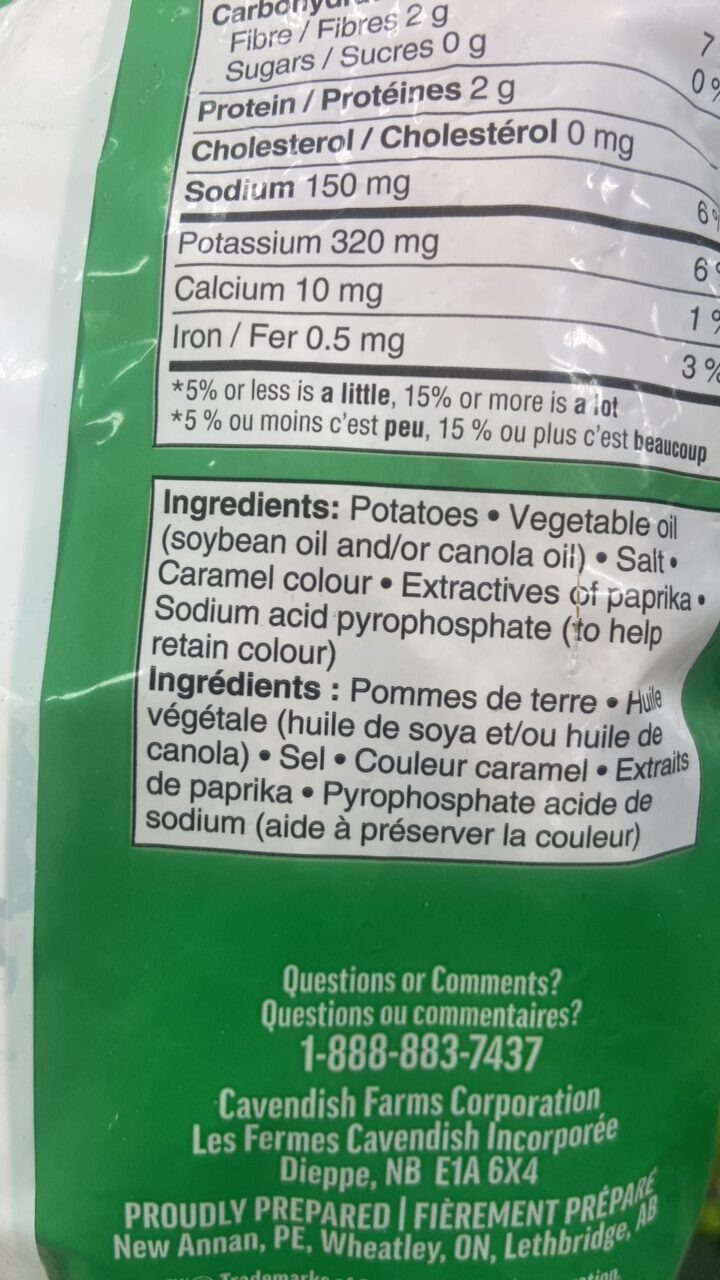 Fibre / Fibres 2 g 7
Sugars / Sucres 0 g 0%
Protein / Protéines 2 g
Cholesterol / Cholestérol 0 mg
Sodium 150 mg 6%
Potassium 320 mg 6%
Calcium 10 mg 1%
Iron / Fer 0.5 mg 3%
*5% or less is a little, 15% or more is a lot
*5 % ou moins c'est peu, 15 % ou plus c'est beaucoup
Ingredients: Potatoes • Vegetable oil
(soybean oil and/or canola oil) • Salt •
Caramel colour • Extractives of paprika •
Sodium acid pyrophosphate (to help
retain colour)
Ingrédients : Pommes de terre • Huile
végétale (huile de soya et/ou huile de
canola) • Sel • Couleur caramel • Extraits
de paprika • Pyrophosphate acide de
sodium (aide à préserver la couleur)
Questions or Comments?
Questions ou commentaires?
1-888-883-7437
Cavendish Farms Corporation
Les Fermes Cavendish Incorporée
Dieppe, NB E1A 6X4
PROUDLY PREPARED | FIÈREMENT PRÉPARÉ
New Annan, PE, Wheatley, ON, Lethbridge, AB